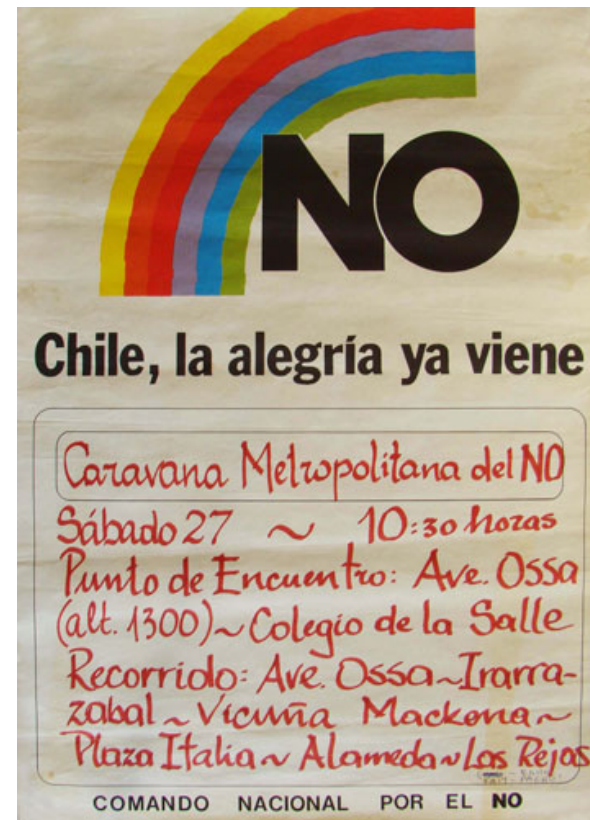 NO
Chile, la alegría ya viene
Caravana Metropolitana del NO
Sábado 27 ~ 10:30 horas
Punto de Encuentro: Ave. Ossa
(alt. 1300) ~ Colegio de la Salle
Recorrido: Ave. Ossa ~ Irarra-
zabal ~ Vicuña Mackena ~
Plaza Italia ~ Alameda ~ Las Rejas
COMANDO NACIONAL POR EL NO